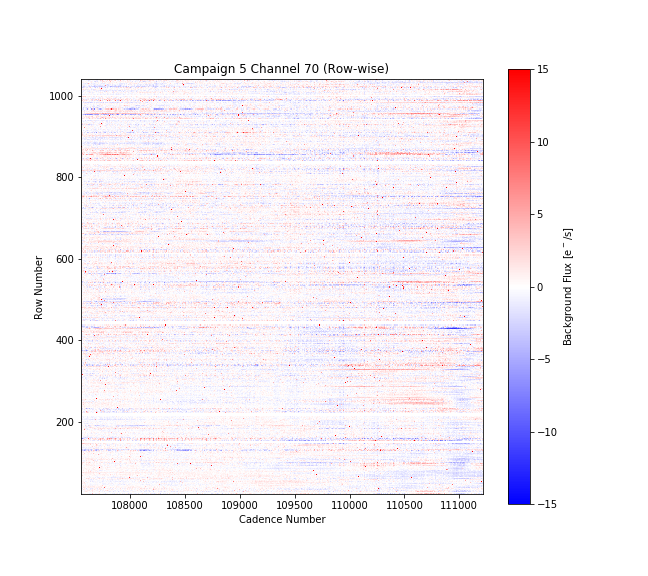 Campaign 5 Channel 70 (Row-wise)
1000
800
600
400
200
Row Number
108000 108500 109000 109500 110000 110500 111000
Cadence Number
15
10
5
0
−5
−10
−15
Background Flux [e⁻/s]